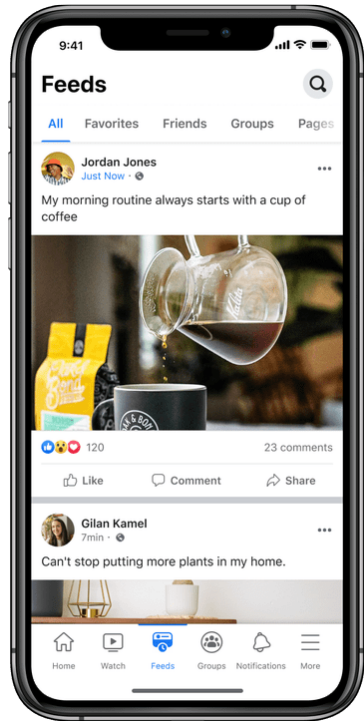 9:41
Feeds
All Favorites Friends Groups Pages
Jordan Jones
Just Now ·
My morning routine always starts with a cup of
coffee
120 23 comments
Like Comment Share
Gilan Kamel
7min ·
Can't stop putting more plants in my home.
Home Watch Feeds Groups Notifications More